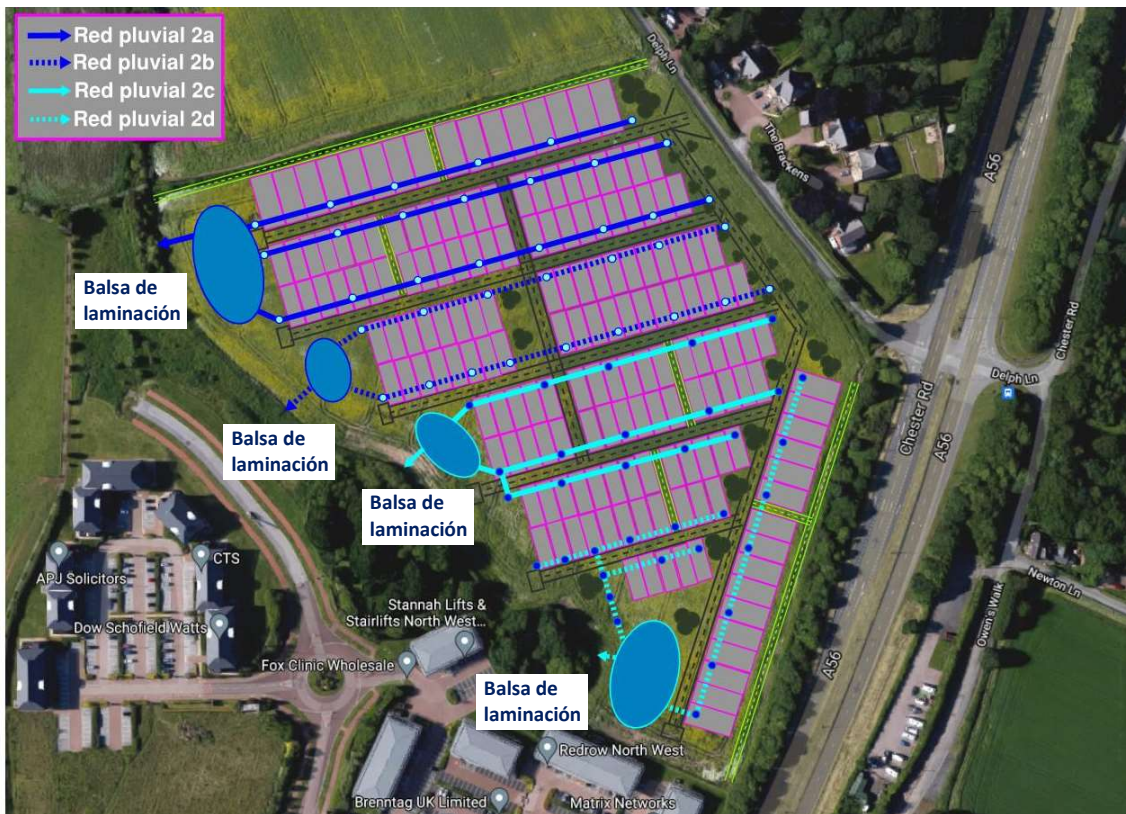 Red pluvial 2a
Red pluvial 2b
Red pluvial 2c
Red pluvial 2d
Delph Ln
The Brackens
A56
Balsa de
laminación
Chester Rd
Delph Ln
Chester Rd
A56
Balsa de
laminación
Balsa de
laminación
CTS
APJ Solicitors
Newton Ln
Owen's Walk
Stannah Lifts &
Stairlifts North West...
Dow Schofield Watts
A56
Fox Clinic Wholesale
Balsa de
laminación
Redrow North West
Brenntag UK Limited
Matrix Networks